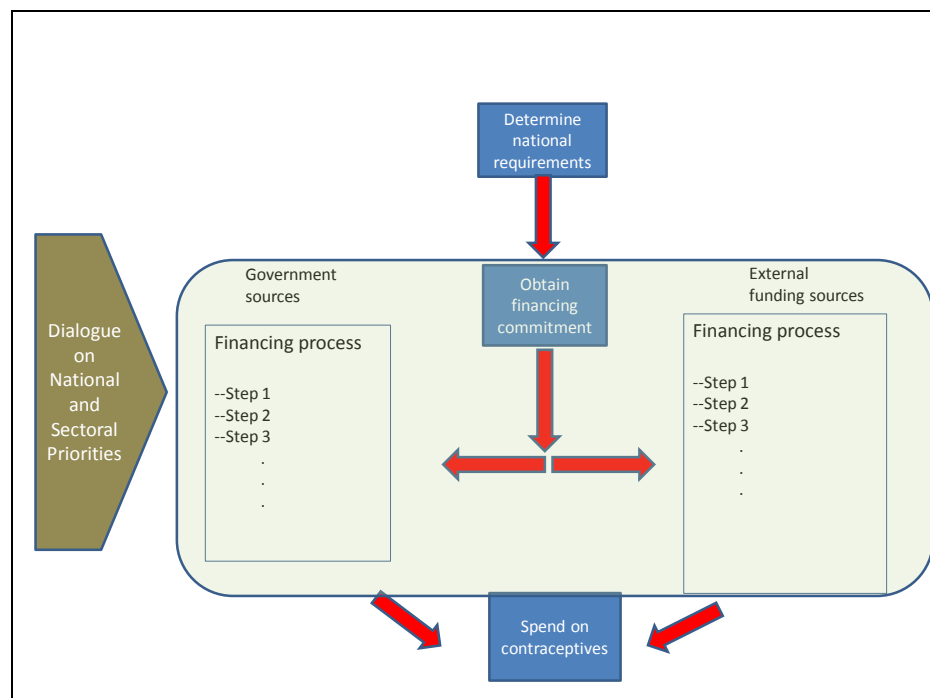 Determine
national
requirements
Dialogue
on
National
and
Sectoral
Priorities
Government
sources
Obtain
financing
commitment
External
funding sources
Financing process
--Step 1
--Step 2
--Step 3
.
.
.
Financing process
--Step 1
--Step 2
--Step 3
.
.
.
Spend on
contraceptives